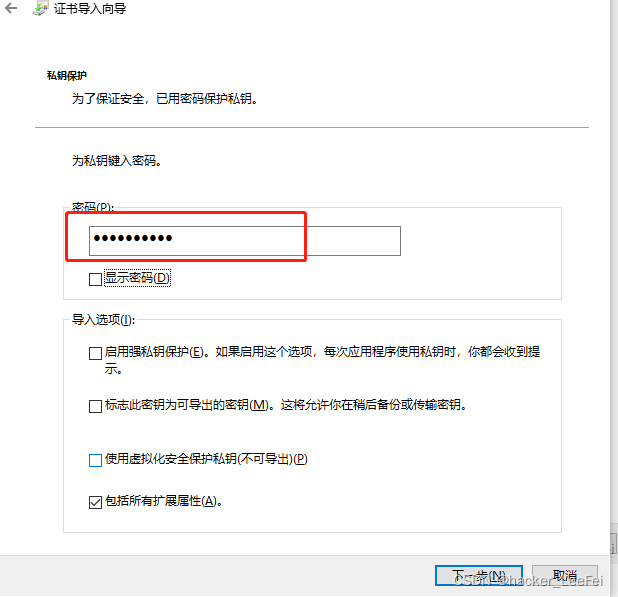 证书导入向导
私钥保护
为了保证安全，已用密码保护私钥。
为私钥键入密码。
密码(P):
●●●●●●●●●●
显示密码(D)
导入选项(I):
启用强私钥保护(E)。如果启用这个选项，每次应用程序使用私钥时，你都会收到提
示。
标志此密钥为可导出的密钥(M)。这将允许你在稍后备份或传输密钥。
使用虚拟化安全保护私钥(不可导出)(P)
包括所有扩展属性(A)。
下一步(N)
取消
CSDN @hacker_LeeFei